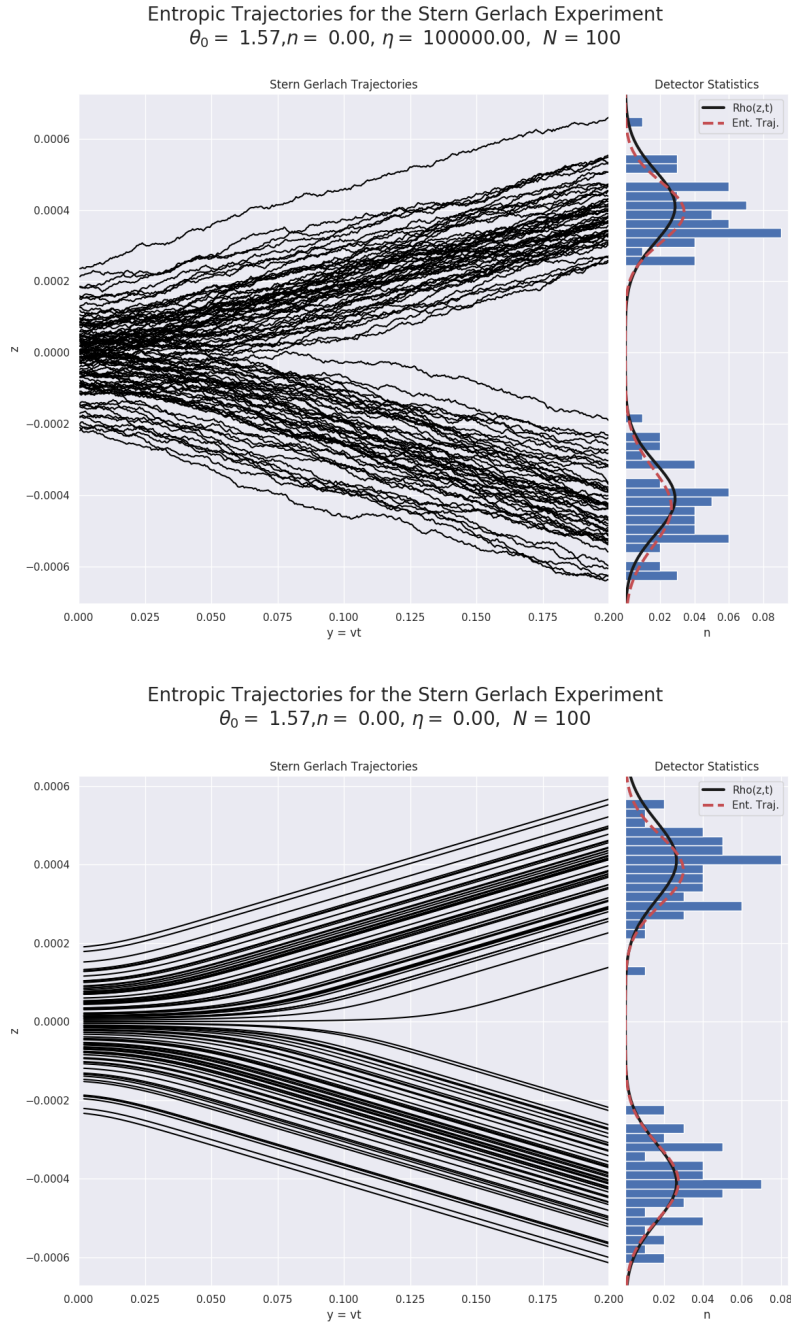 Entropic Trajectories for the Stern Gerlach Experiment
θ₀ = 1.57,n = 0.00, η = 100000.00, N = 100
Stern Gerlach Trajectories
Detector Statistics
Rho(z,t)
Ent. Traj.
0.0006
0.0004
0.0002
0.0000
−0.0002
−0.0004
−0.0006
z
0.000 0.025 0.050 0.075 0.100 0.125 0.150 0.175 0.200
0.02 0.04 0.06 0.08
y = vt
n
Entropic Trajectories for the Stern Gerlach Experiment
θ₀ = 1.57,n = 0.00, η = 0.00, N = 100
Stern Gerlach Trajectories
Detector Statistics
Rho(z,t)
Ent. Traj.
0.0006
0.0004
0.0002
0.0000
−0.0002
−0.0004
−0.0006
z
0.000 0.025 0.050 0.075 0.100 0.125 0.150 0.175 0.200
0.02 0.04 0.06 0.08
y = vt
n